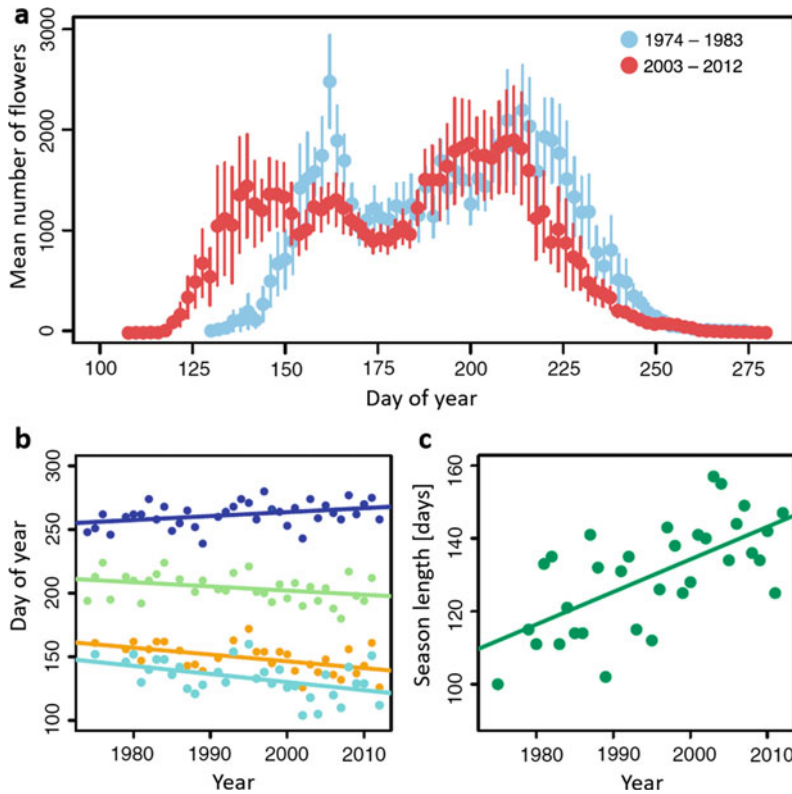 a
1974 – 1983
2003 – 2012
Mean number of flowers
3000
2000
1000
0
100 125 150 175 200 225 250 275
Day of year
b
Day of year
300
250
200
150
100
1980 1990 2000 2010
Year
c
Season length [days]
160
140
120
100
1980 1990 2000 2010
Year